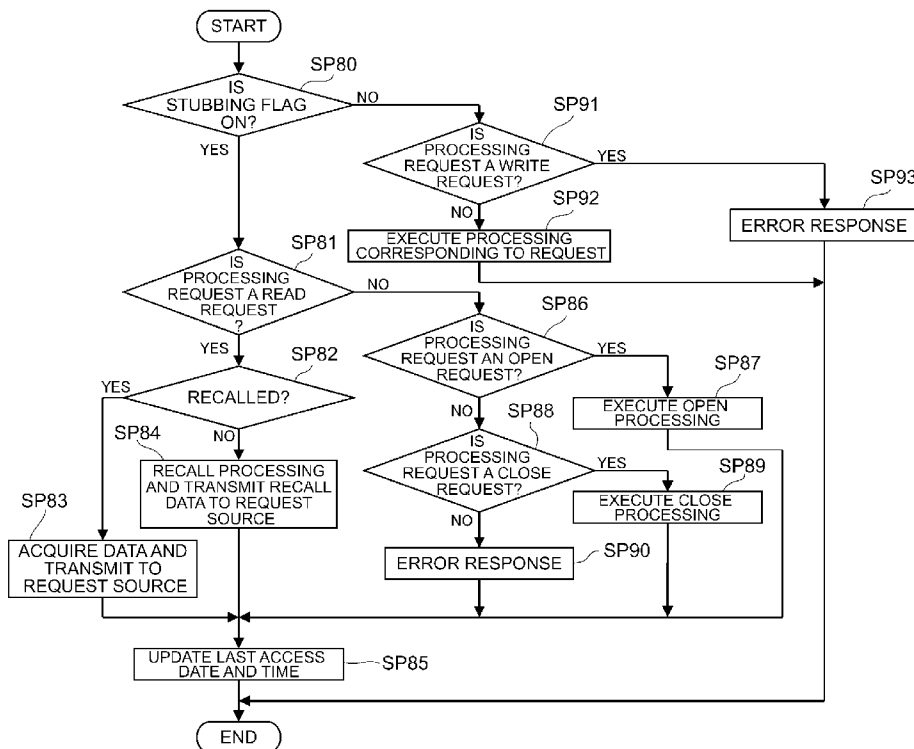 START
SP80
IS
STUBBING FLAG
ON?
NO
YES
SP91
IS
PROCESSING
REQUEST A WRITE
REQUEST?
YES
NO
SP93
ERROR RESPONSE
SP92
EXECUTE PROCESSING
CORRESPONDING TO REQUEST
SP81
IS
PROCESSING
REQUEST A READ
REQUEST
?
NO
YES
SP86
IS
PROCESSING
REQUEST AN OPEN
REQUEST?
YES
NO
SP87
EXECUTE OPEN
PROCESSING
SP82
RECALLED?
YES
NO
SP88
IS
PROCESSING
REQUEST A CLOSE
REQUEST?
YES
NO
SP89
EXECUTE CLOSE
PROCESSING
SP84
RECALL PROCESSING
AND TRANSMIT RECALL
DATA TO REQUEST
SOURCE
SP83
ACQUIRE DATA AND
TRANSMIT TO
REQUEST SOURCE
SP90
ERROR RESPONSE
UPDATE LAST ACCESS
DATE AND TIME
SP85
END